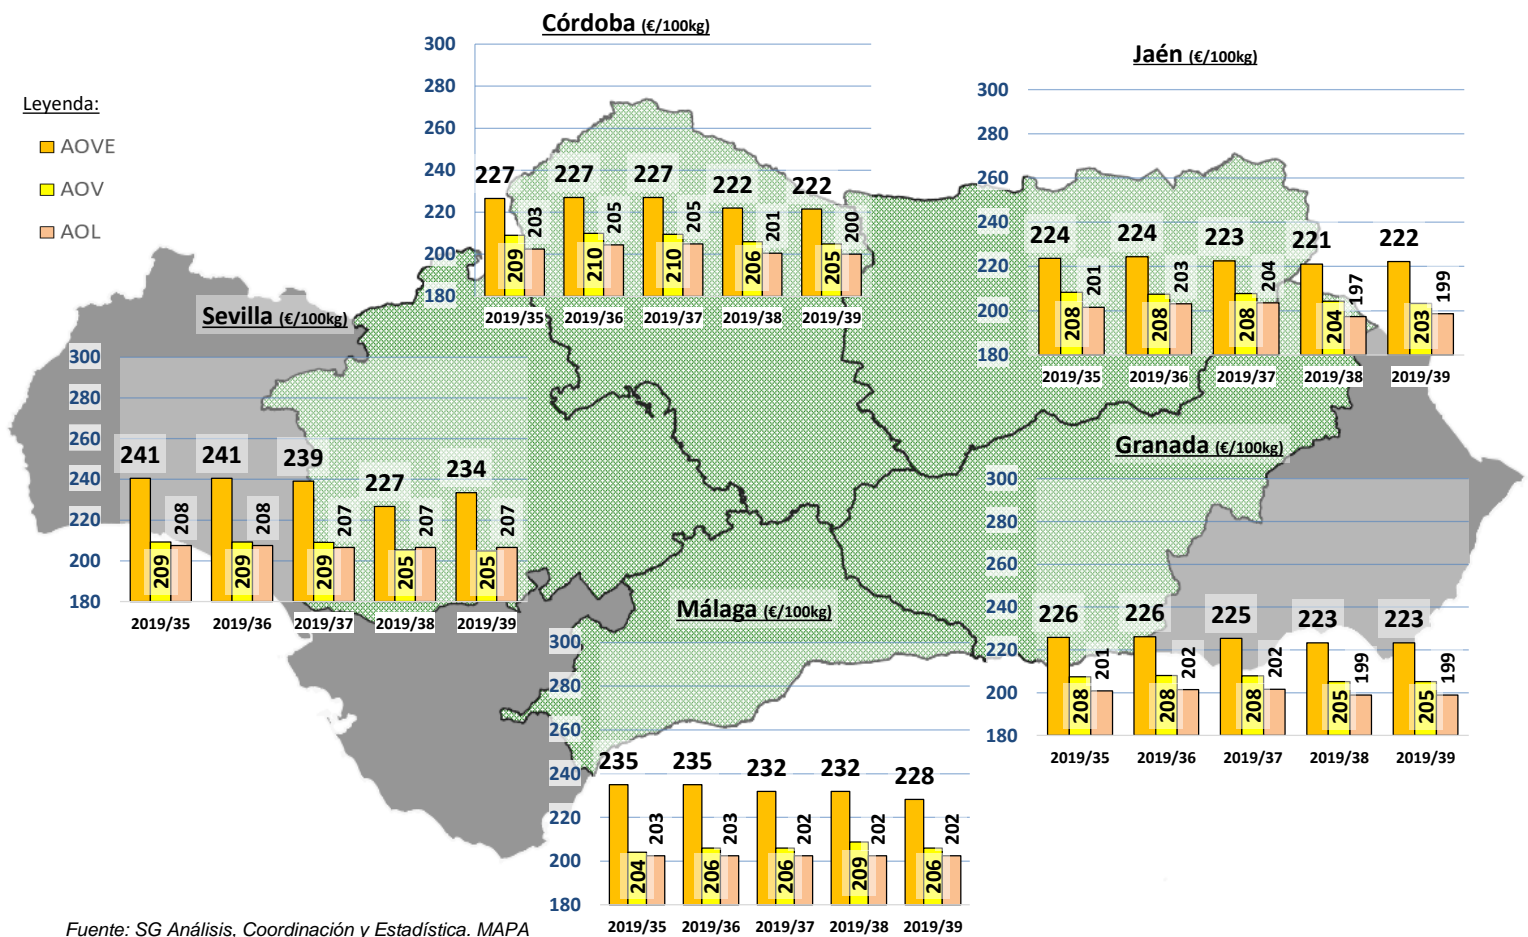 Córdoba (€/100kg)
300
280
260
240
220
200
180
227 227 227 222 222
209 203 210 205 210 205 206 201 205 200
2019/35 2019/36 2019/37 2019/38 2019/39
Jaén (€/100kg)
300
280
260
240
220
200
180
224 224 223 221 222
208 201 208 203 208 204 204 197 203 199
2019/35 2019/36 2019/37 2019/38 2019/39
Leyenda:
AOVE
AOV
AOL
Sevilla (€/100kg)
300
280
260
240
220
200
180
241 241 239 227 234
209 208 209 208 209 207 205 207 205 207
2019/35 2019/36 2019/37 2019/38 2019/39
Granada (€/100kg)
300
280
260
240
220
200
180
226 226 225 223 223
208 201 208 202 208 202 205 199 205 199
2019/35 2019/36 2019/37 2019/38 2019/39
Málaga (€/100kg)
300
280
260
240
220
200
180
235 235 232 232 228
204 203 206 203 206 202 209 202 206 202
2019/35 2019/36 2019/37 2019/38 2019/39
Fuente: SG Análisis, Coordinación y Estadística. MAPA